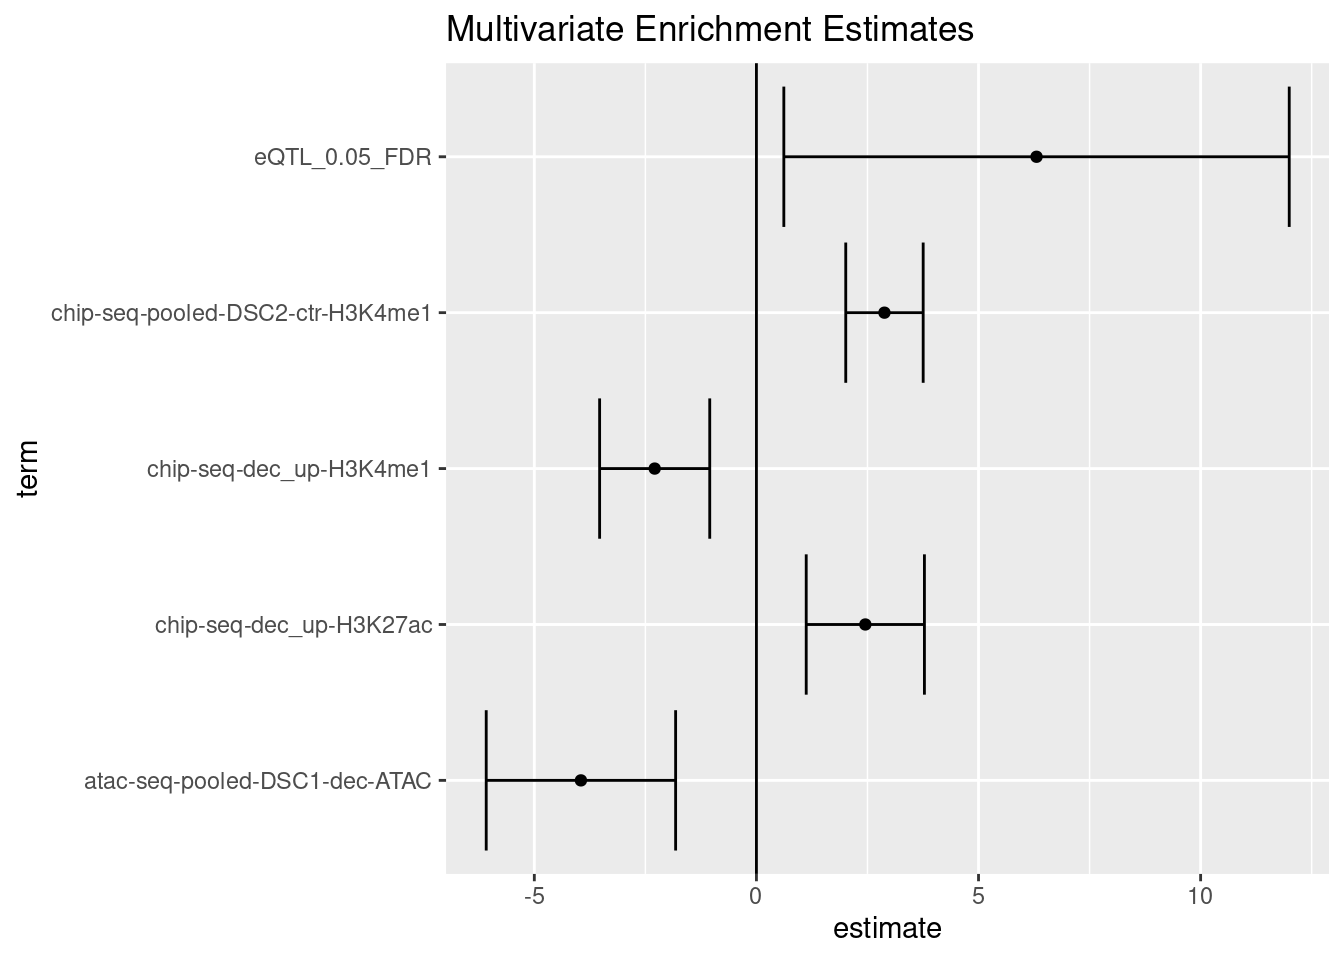 Multivariate Enrichment Estimates
term
eQTL_0.05_FDR
chip-seq-pooled-DSC2-ctr-H3K4me1
chip-seq-dec_up-H3K4me1
chip-seq-dec_up-H3K27ac
atac-seq-pooled-DSC1-dec-ATAC
-5 0 5 10
estimate